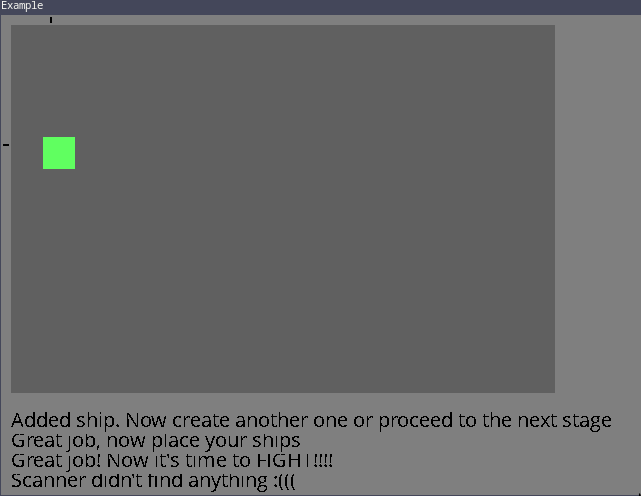 Example
Added ship. Now create another one or proceed to the next stage
Great job, now place your ships
Great job! Now it's time to FIGHT!!!!
Scanner didn't find anything :(((